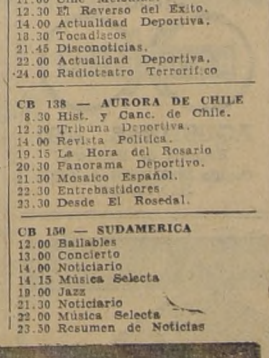 12.30 El Reverso del Exito.
14.00 Actualidad Deportiva.
18.30 Tocadiscos
21.45 Disconoticias.
22.00 Actualidad Deportiva.
24.00 Radioteatro Terrorífico
CB 138 — AURORA DE CHILE
8.30 Hist. y Canc. de Chile.
12.30 Tribuna Deportiva.
14.00 Revista Política.
19.15 La Hora del Rosario
20.30 Panorama Deportivo.
21.30 Mosaico Español.
22.30 Entrebastidores
23.30 Desde El Rosedal.
CB 150 — SUDAMERICA
12.00 Bailables
13.00 Concierto
14.00 Noticiario
14.15 Música Selecta
19.00 Jazz
21.30 Noticiario
22.00 Música Selecta
23.30 Resumen de Noticias